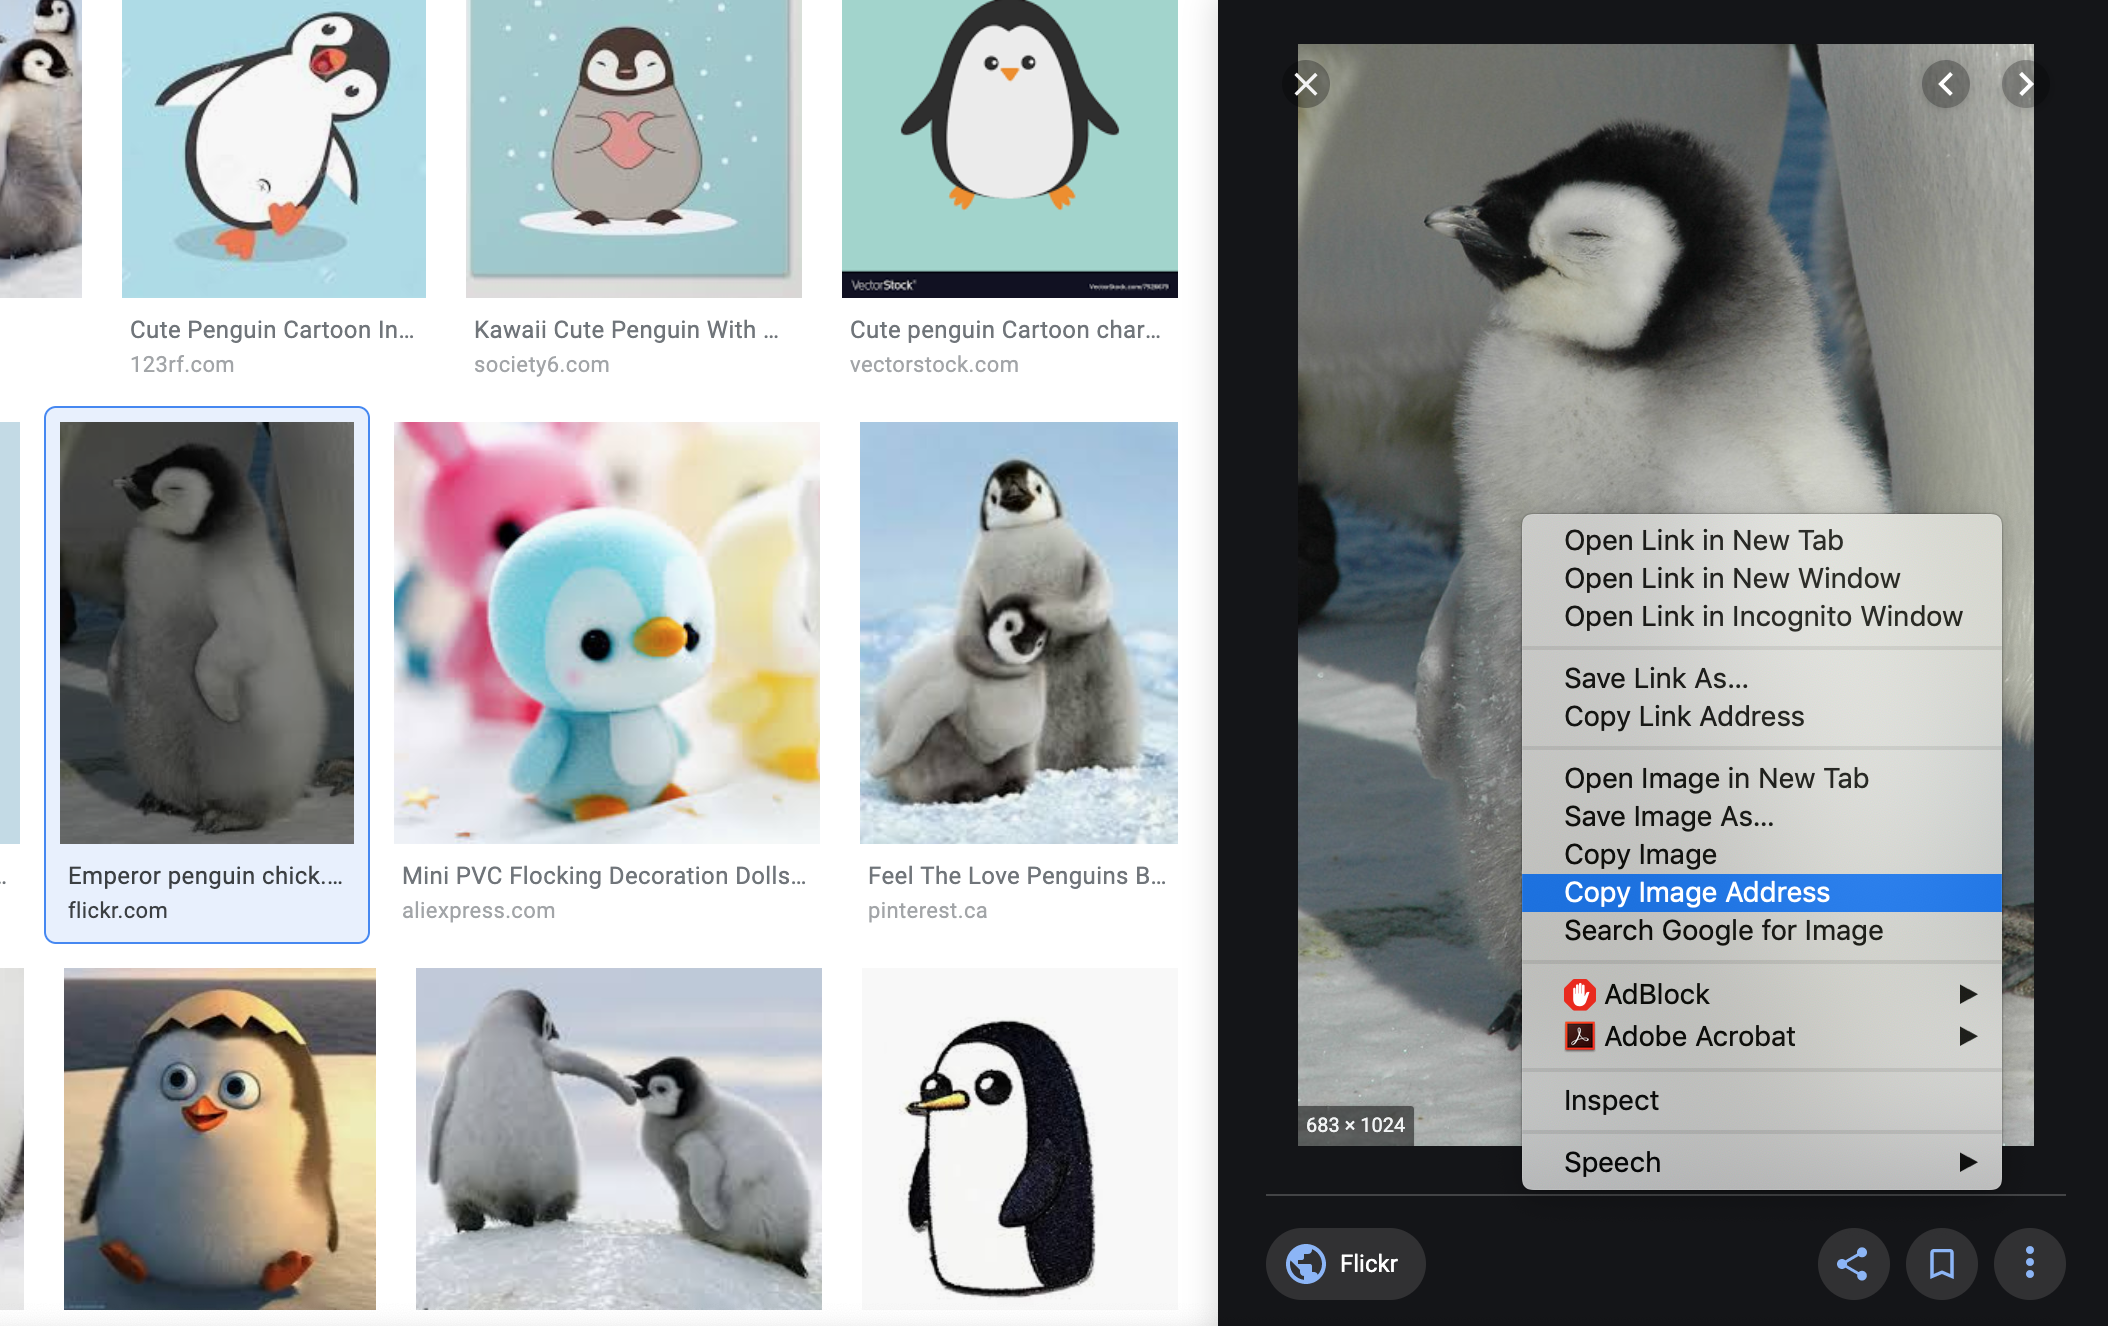 VectorStock®
VectorStock.com/7926679
Cute Penguin Cartoon In...
123rf.com
Kawaii Cute Penguin With ...
society6.com
Cute penguin Cartoon char...
vectorstock.com
Emperor penguin chick....
flickr.com
Mini PVC Flocking Decoration Dolls...
aliexpress.com
Feel The Love Penguins B...
pinterest.ca
Open Link in New Tab
Open Link in New Window
Open Link in Incognito Window
Save Link As...
Copy Link Address
Open Image in New Tab
Save Image As...
Copy Image
Copy Image Address
Search Google for Image
AdBlock
Adobe Acrobat
Inspect
Speech
683 × 1024
Flickr